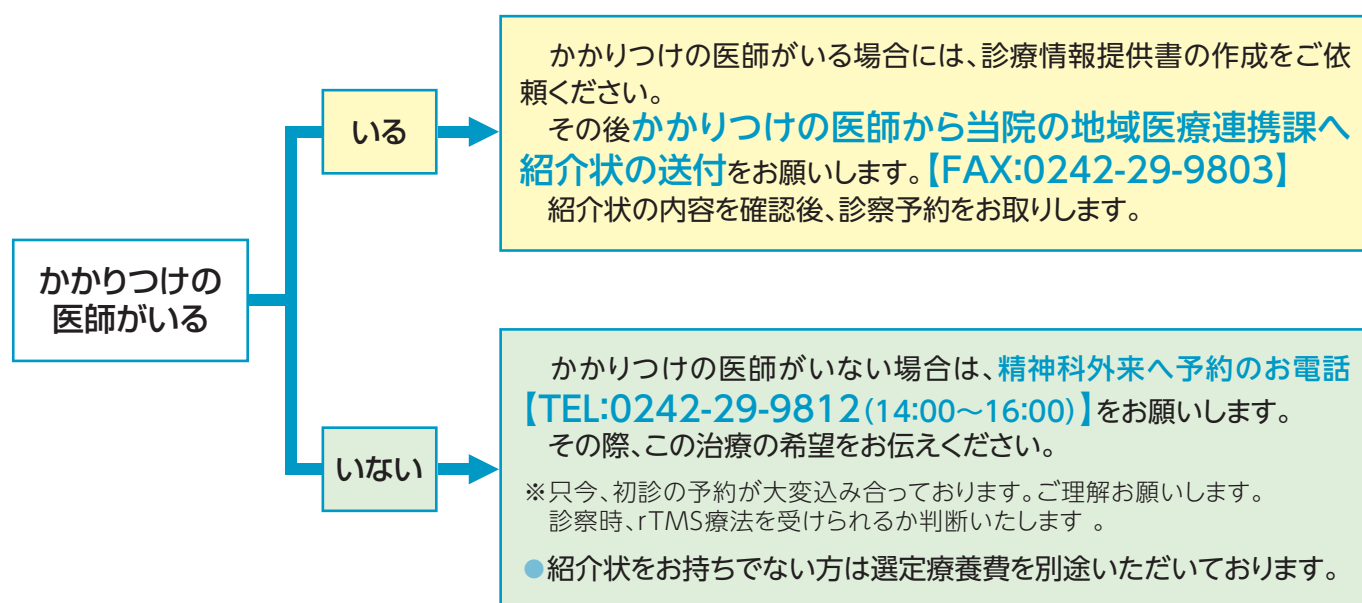 かかりつけの
医師がいる
いる
かかりつけの医師がいる場合には、診療情報提供書の作成をご依
頼ください。
その後かかりつけの医師から当院の地域医療連携課へ
紹介状の送付をお願いします。【FAX:0242-29-9803】
紹介状の内容を確認後、診察予約をお取りします。
いない
かかりつけの医師がいない場合は、精神科外来へ予約のお電話
【TEL:0242-29-9812(14:00〜16:00)】をお願いします。
その際、この治療の希望をお伝えください。
※只今、初診の予約が大変込み合っております。ご理解お願いします。
診察時、rTMS療法を受けられるか判断いたします 。
●紹介状をお持ちでない方は選定療養費を別途いただいております。